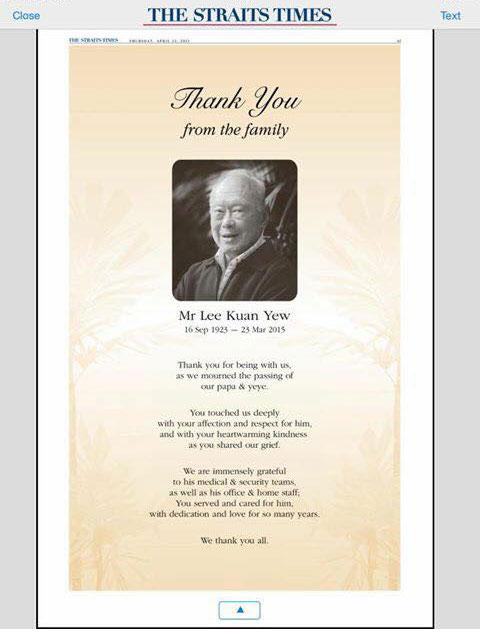 Close
THE STRAITS TIMES
Text
THE STRAITS TIMES THURSDAY, APRIL 23, 2015
Thank You
from the family
Mr Lee Kuan Yew
16 Sep 1923 — 23 Mar 2015
Thank you for being with us,
as we mourned the passing of
our papa & yeye.
You touched us deeply
with your affection and respect for him,
and with your heartwarming kindness
as you shared our grief.
We are immensely grateful
to his medical & security teams,
as well as his office & home staff;
You served and cared for him,
with dedication and love for so many years.
We thank you all.